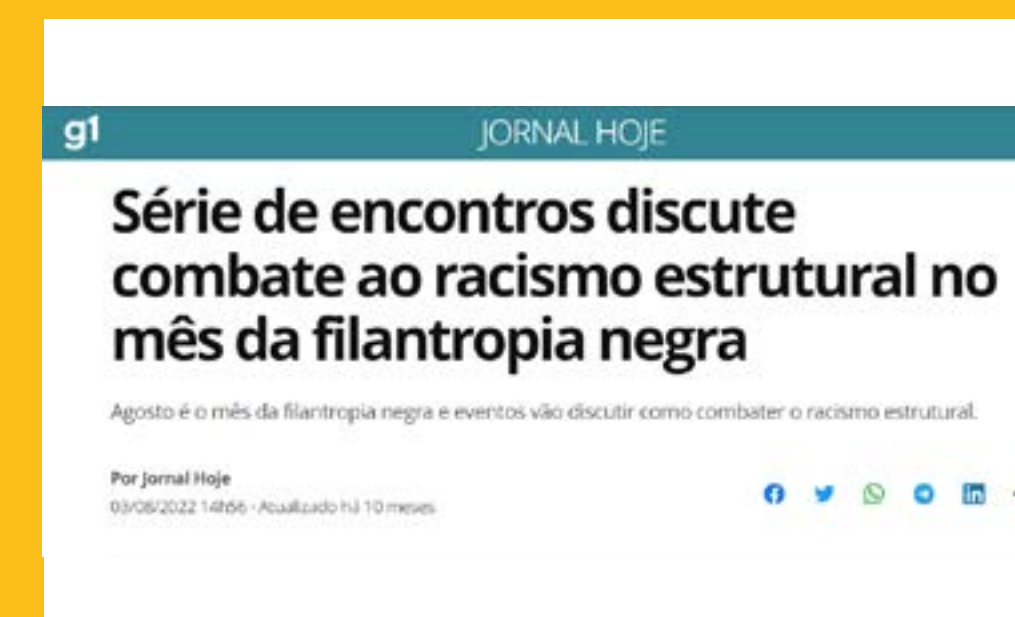 g1
JORNAL HOJE
Série de encontros discute
combate ao racismo estrutural no
mês da filantropia negra
Agosto é o mês da filantropia negra e eventos vão discutir como combater o racismo estrutural.
Por Jornal Hoje
03/08/2022 14h56 · Atualizado há 10 meses
in